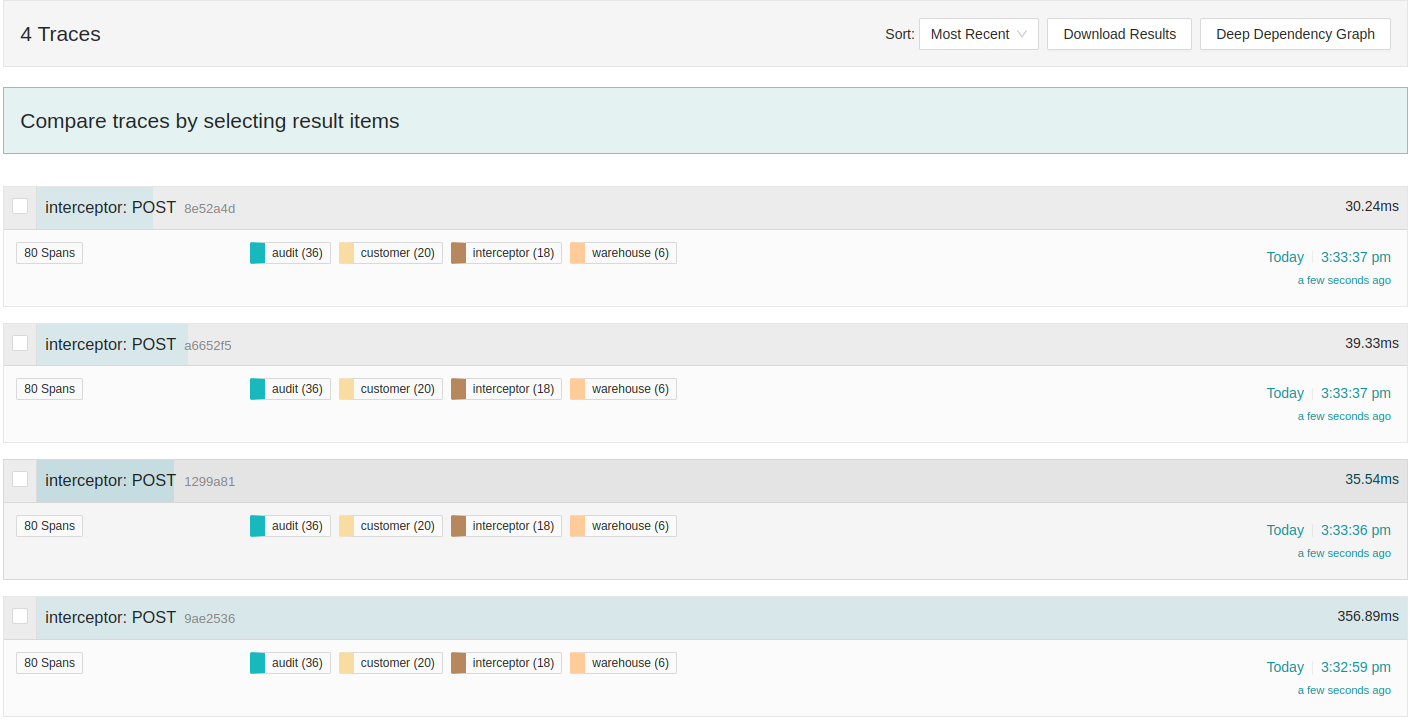 4 Traces
Sort: Most Recent Download Results Deep Dependency Graph
Compare traces by selecting result items
interceptor: POST 8e52a4d 30.24ms
80 Spans audit (36) customer (20) interceptor (18) warehouse (6) Today 3:33:37 pm
a few seconds ago
interceptor: POST a6652f5 39.33ms
80 Spans audit (36) customer (20) interceptor (18) warehouse (6) Today 3:33:37 pm
a few seconds ago
interceptor: POST 1299a81 35.54ms
80 Spans audit (36) customer (20) interceptor (18) warehouse (6) Today 3:33:36 pm
a few seconds ago
interceptor: POST 9ae2536 356.89ms
80 Spans audit (36) customer (20) interceptor (18) warehouse (6) Today 3:32:59 pm
a few seconds ago